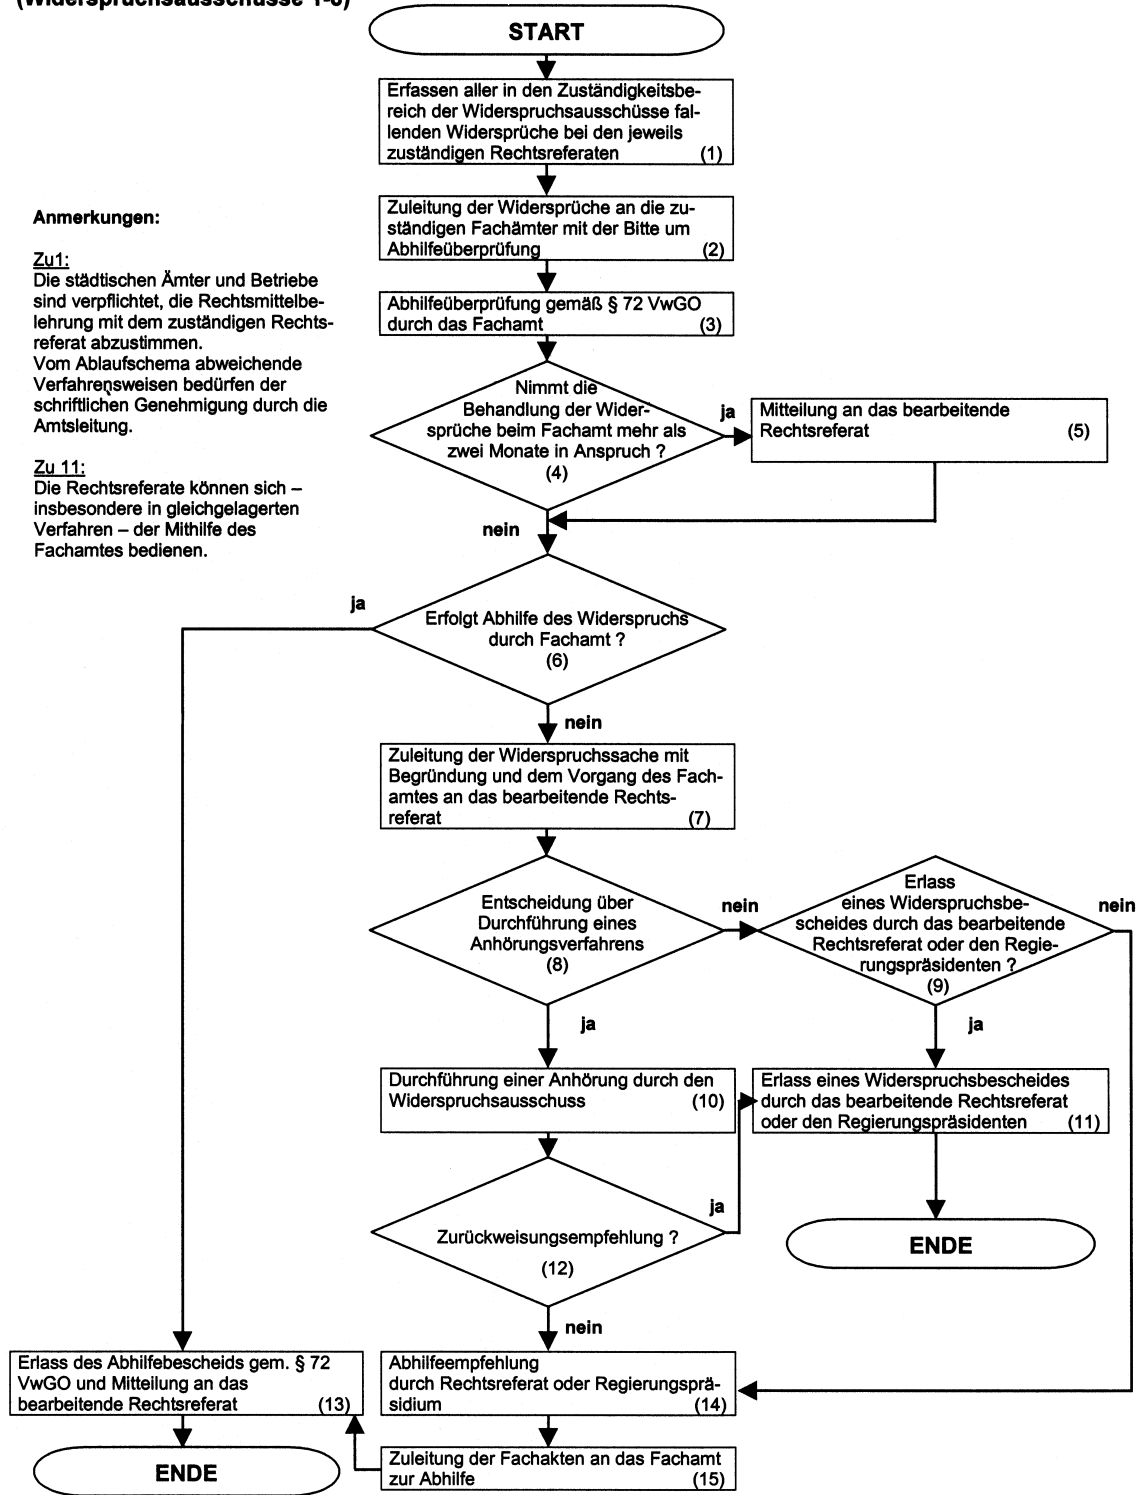 (Widerspruchsausschüsse 1-8)
START
Erfassen aller in den Zuständigkeitsbe-
reich der Widerspruchsausschüsse fal-
lenden Widersprüche bei den jeweils
zuständigen Rechtsreferaten (1)
Zuleitung der Widersprüche an die zu-
ständigen Fachämter mit der Bitte um
Abhilfeüberprüfung (2)
Anmerkungen:
Zu1:
Die städtischen Ämter und Betriebe
sind verpflichtet, die Rechtsmittelbe-
lehrung mit dem zuständigen Rechts-
referat abzustimmen.
Vom Ablaufschema abweichende
Verfahrensweisen bedürfen der
schriftlichen Genehmigung durch die
Amtsleitung.
Zu 11:
Die Rechtsreferate können sich –
insbesondere in gleichgelagerten
Verfahren – der Mithilfe des
Fachamtes bedienen.
Abhilfeüberprüfung gemäß § 72 VwGO
durch das Fachamt (3)
Nimmt die
Behandlung der Wider-
sprüche beim Fachamt mehr als
zwei Monate in Anspruch ?
(4)
ja
Mitteilung an das bearbeitende
Rechtsreferat (5)
nein
ja
Erfolgt Abhilfe des Widerspruchs
durch Fachamt ?
(6)
nein
Zuleitung der Widerspruchssache mit
Begründung und dem Vorgang des Fach-
amtes an das bearbeitende Rechts-
referat (7)
Entscheidung über
Durchführung eines
Anhörungsverfahrens
(8)
nein
Erlass
eines Widerspruchsbe-
scheides durch das bearbeitende
Rechtsreferat oder den Regie-
rungspräsidenten ?
(9)
nein
ja
ja
Durchführung einer Anhörung durch den
Widerspruchsausschuss (10)
Erlass eines Widerspruchsbescheides
durch das bearbeitende Rechtsreferat
oder den Regierungspräsidenten (11)
Zurückweisungsempfehlung ?
(12)
ja
ENDE
nein
Erlass des Abhilfebescheids gem. § 72
VwGO und Mitteilung an das
bearbeitende Rechtsreferat (13)
Abhilfeempfehlung
durch Rechtsreferat oder Regierungsprä-
sidium (14)
Zuleitung der Fachakten an das Fachamt
zur Abhilfe (15)
ENDE